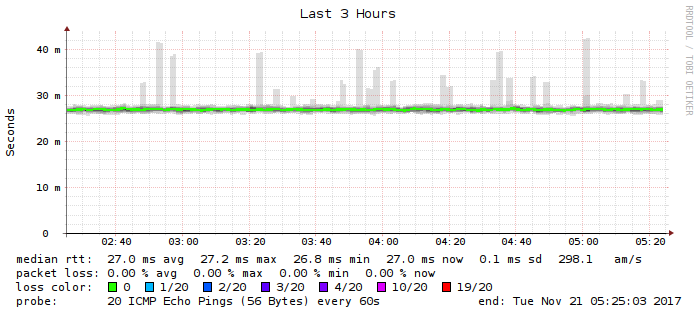 Last 3 Hours
RRDTOOL / TOBI OETIKER
Seconds
40 m
30 m
20 m
10 m
0
02:40 03:00 03:20 03:40 04:00 04:20 04:40 05:00 05:20
median rtt: 27.0 ms avg 27.2 ms max 26.8 ms min 27.0 ms now 0.1 ms sd 298.1 am/s
packet loss: 0.00 % avg 0.00 % max 0.00 % min 0.00 % now
loss color: 0 1/20 2/20 3/20 4/20 10/20 19/20
probe: 20 ICMP Echo Pings (56 Bytes) every 60s end: Tue Nov 21 05:25:03 2017